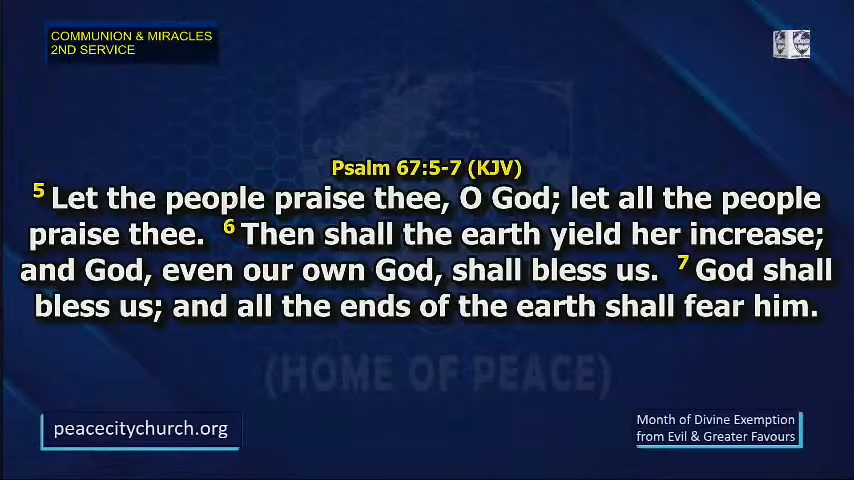 COMMUNION & MIRACLES
2ND SERVICE
Psalm 67:5-7 (KJV)
5 Let the people praise thee, O God; let all the people
praise thee. 6 Then shall the earth yield her increase;
and God, even our own God, shall bless us. 7 God shall
bless us; and all the ends of the earth shall fear him.
(HOME OF PEACE)
peacecitychurch.org
Month of Divine Exemption
from Evil & Greater Favours